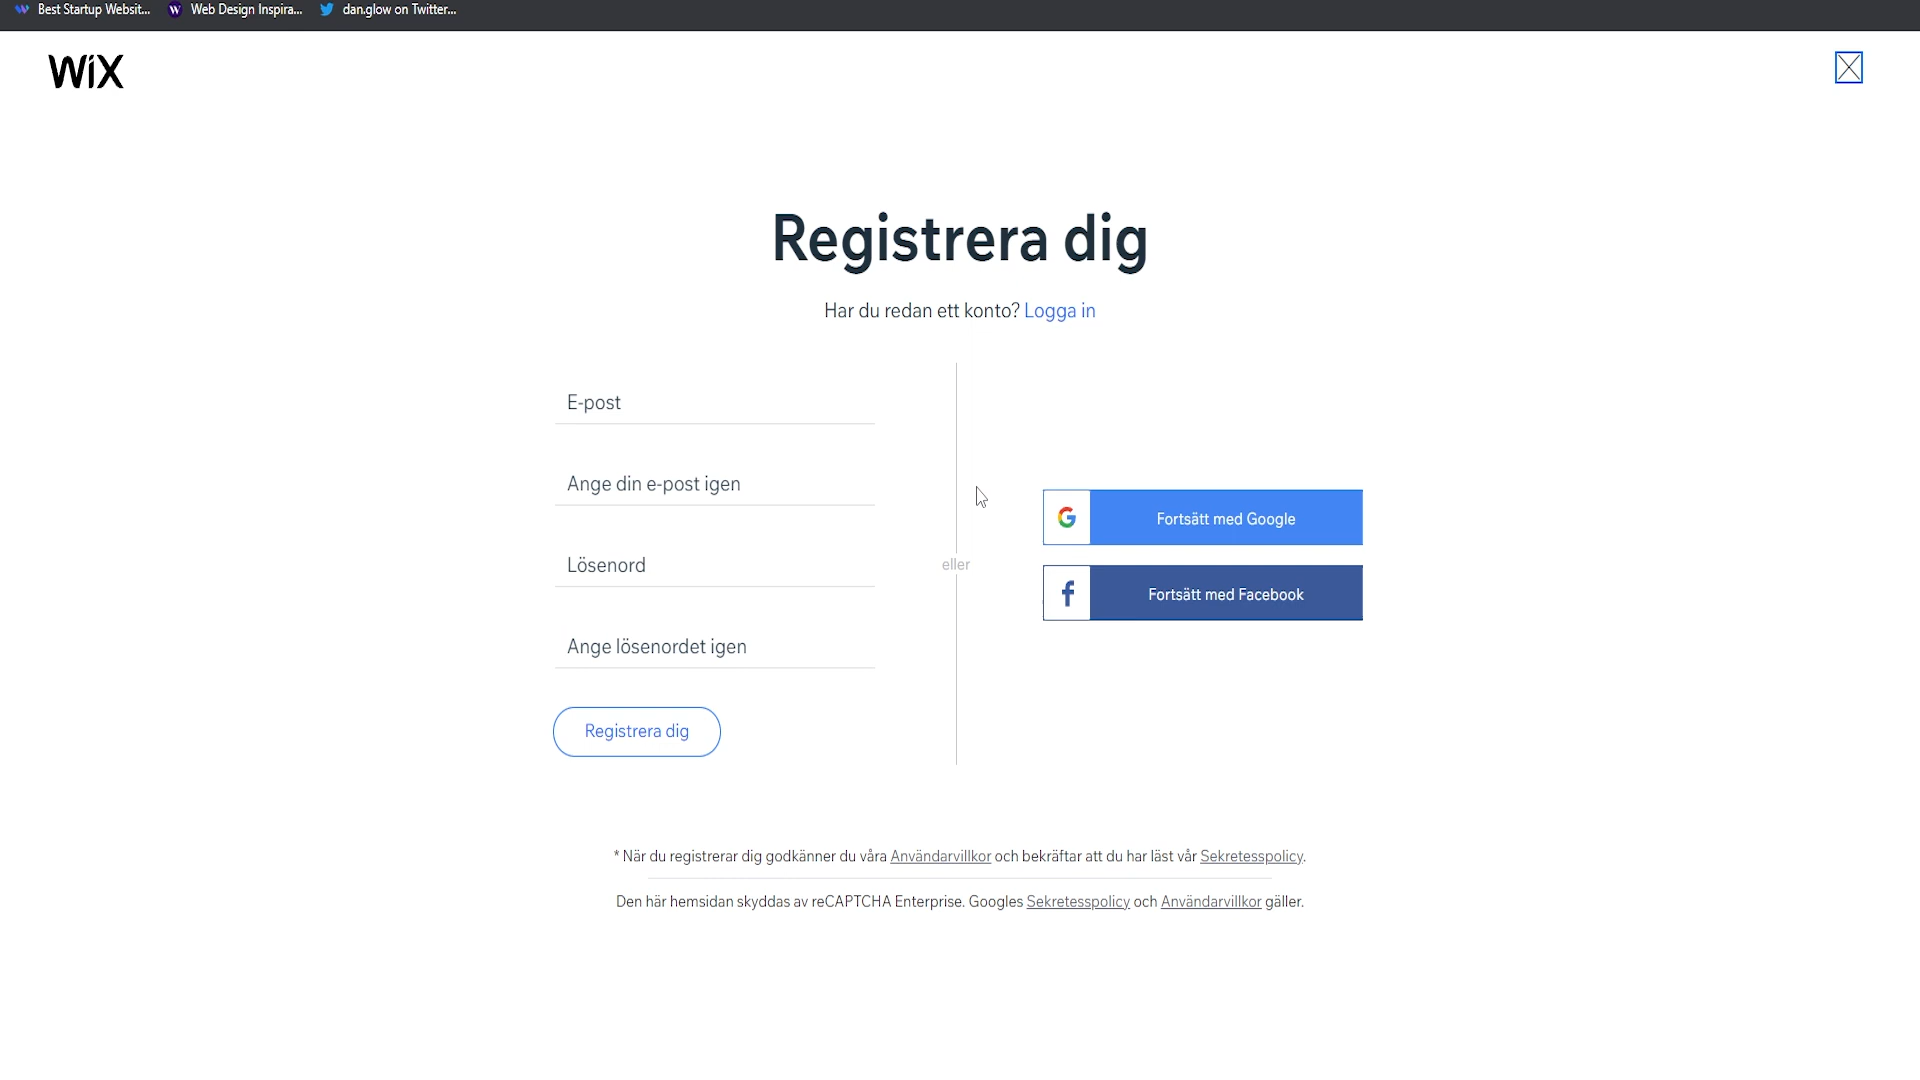 Best Startup Websit...
Web Design Inspira...
dan.glow on Twitter...
WiX
Registrera dig
Har du redan ett konto? Logga in
E-post
Ange din e-post igen
Lösenord
Ange lösenordet igen
Registrera dig
eller
Fortsätt med Google
Fortsätt med Facebook
* När du registrerar dig godkänner du våra Användarvillkor och bekräftar att du har läst vår Sekretesspolicy.
Den här hemsidan skyddas av reCAPTCHA Enterprise. Googles Sekretesspolicy och Användarvillkor gäller.